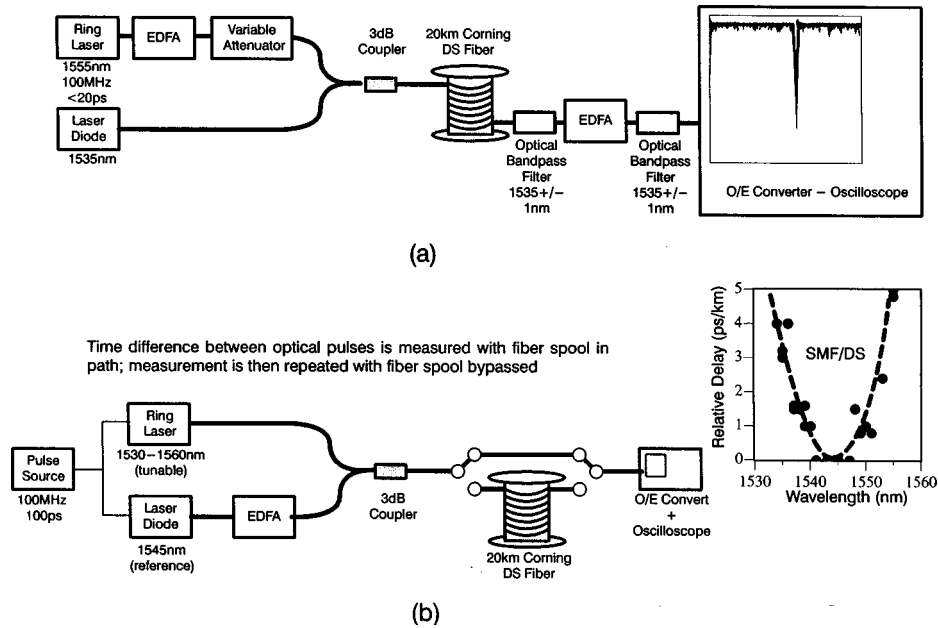 Ring
Laser
1555nm
100MHz
<20ps
EDFA
Variable
Attenuator
Laser
Diode
1535nm
3dB
Coupler
20km Corning
DS Fiber
Optical
Bandpass
Filter
1535+/–
1nm
EDFA
Optical
Bandpass
Filter
1535+/–
1nm
O/E Converter – Oscilloscope
(a)
Time difference between optical pulses is measured with fiber spool in
path; measurement is then repeated with fiber spool bypassed
Pulse
Source
100MHz
100ps
Ring
Laser
1530–1560nm
(tunable)
Laser
Diode
1545nm
(reference)
EDFA
3dB
Coupler
20km Corning
DS Fiber
O/E Convert
+
Oscilloscope
Relative Delay (ps/km)
5
4
3
2
1
0
SMF/DS
1530 1540 1550 1560
Wavelength (nm)
(b)